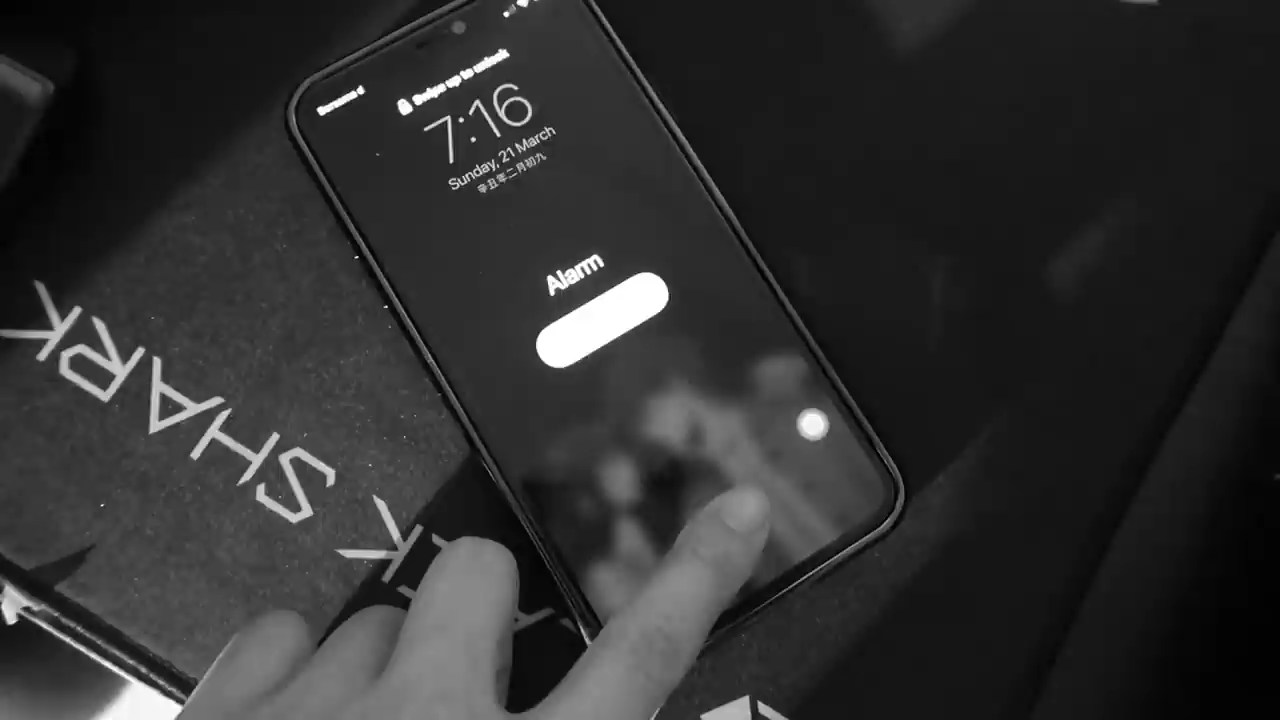 Swipe up to unlock
7:16
Sunday, 21 March
辛丑年二月初九
Alarm
SHARK